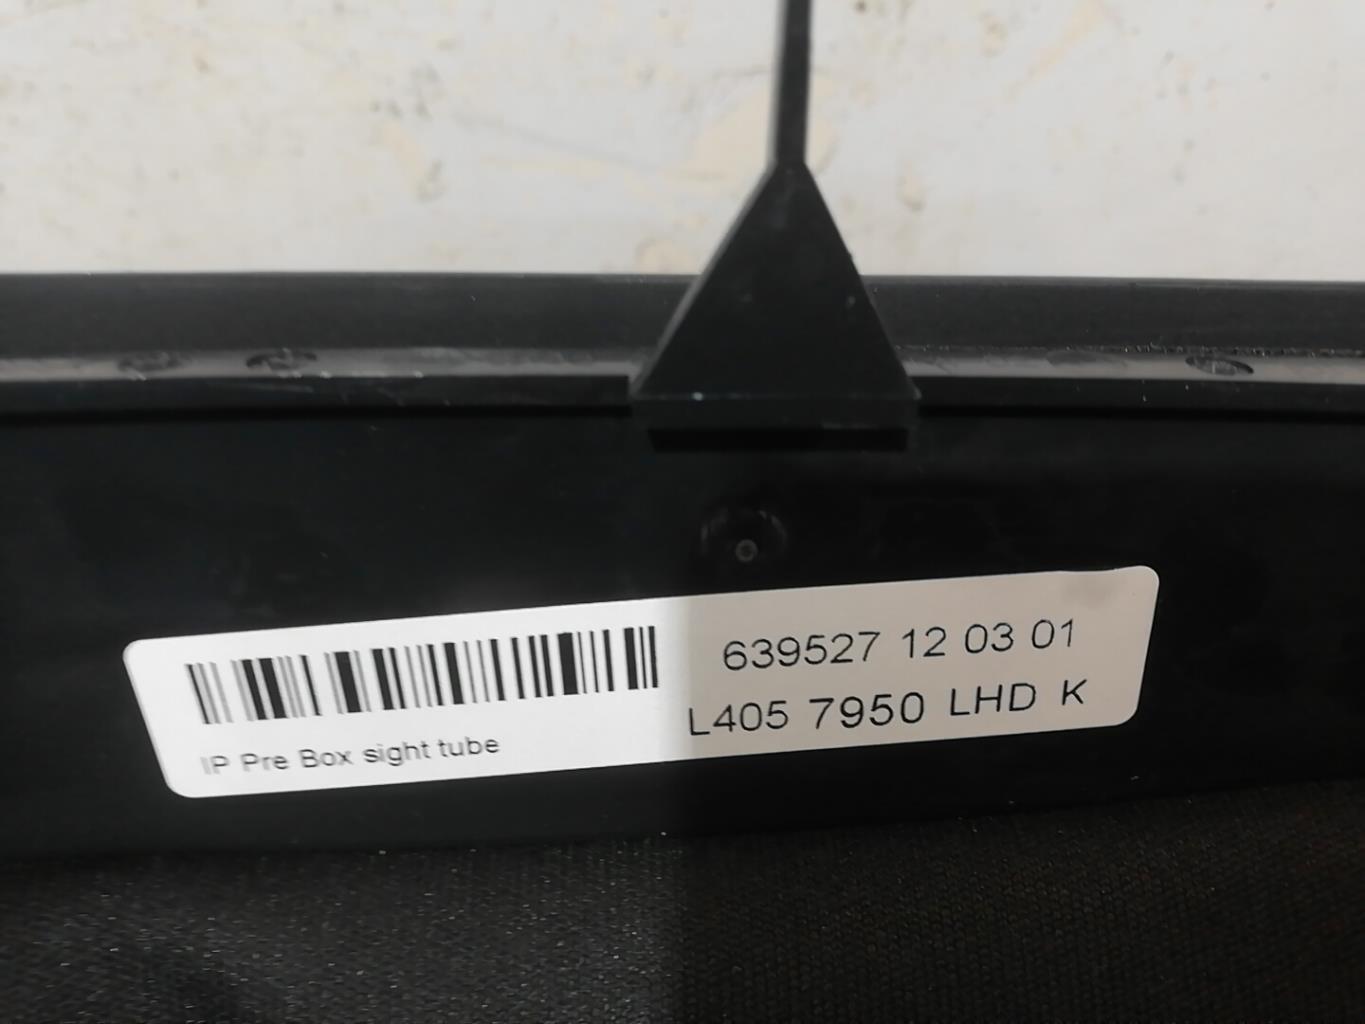 639527 12 03 01
L405 7950 LHD K
IP Pre Box sight tube